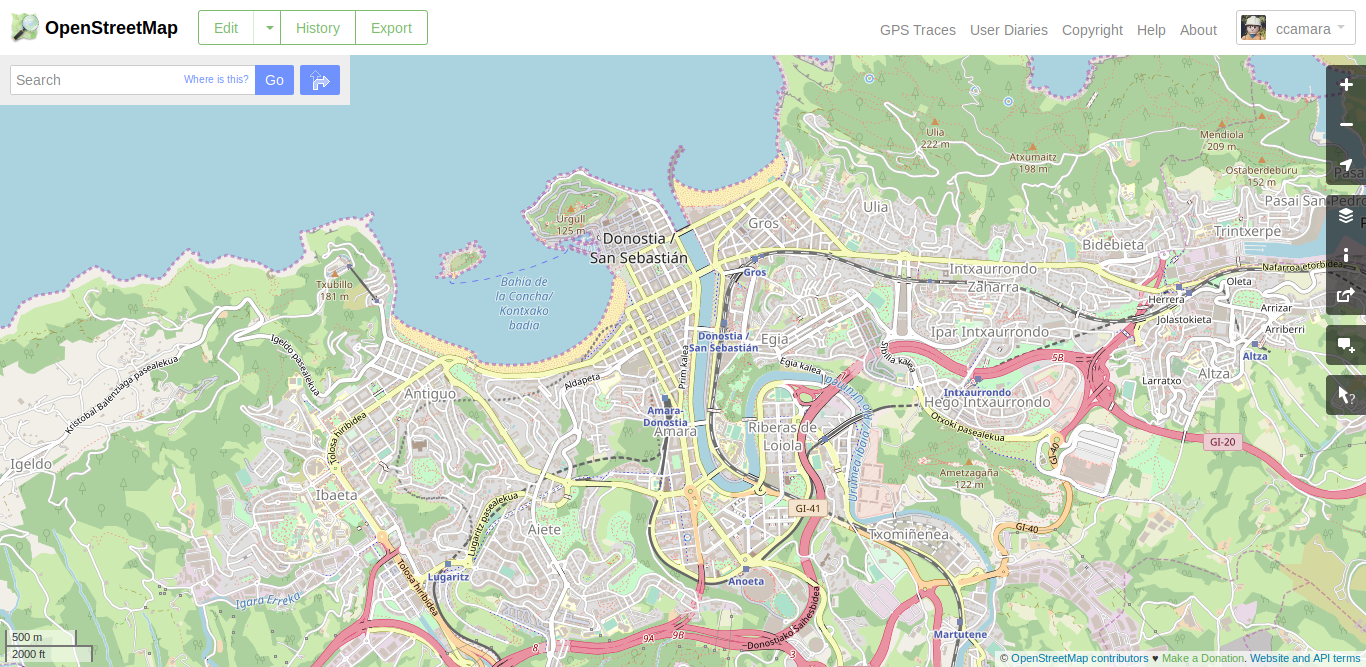 OpenStreetMap
Edit
History
Export
GPS Traces
User Diaries
Copyright
Help
About
ccamara
Search
Where is this?
Go
Ulia
222 m
Mendiola
209 m
Atxumaitz
198 m
Ostaberdeburu
152 m
Pasai San Pedro
Trintxerpe
Ulia
Bidebieta
Urgull
125 m
Gros
Donostia /
San Sebastián
Gros
Intxaurrondo
Zaharra
Nafarroa etorbidea
Herrera
Oleta
Arrizar
Jolastokieta
Arriberri
Altza
Altza
Larratxo
Txubillo
181 m
Bahia de
la Concha/
Kontxako
badia
Donostia /
San Sebastián
Egia
Egia kalea
Ipar Intxaurrondo
Sibilia kalea
5B
Intxaurrondo
Hego Intxaurrondo
Otxoki pasealekua
Igeldo pasealekua
Kristobal Balenziaga pasealekua
Antiguo
Aldapeta
Prim kalea
Amara-
Donostia
Amara
Riberas de
Loiola
Urumea ibaia/
Tolosa hiribidea
Igeldo
Ibaeta
GI-20
GI-40
Ametzagaña
122 m
GI-41
GI-40
Txomiñenea
Aiete
Lugaritz pasealekua
Lugaritz
Tolosa hiribidea
Igara Erreka
Anoeta
Martutene
Donostiako Saihesbidea
9A
9B
8
3
500 m
2000 ft
© OpenStreetMap contributors ♥ Make a Donation. Website and API terms